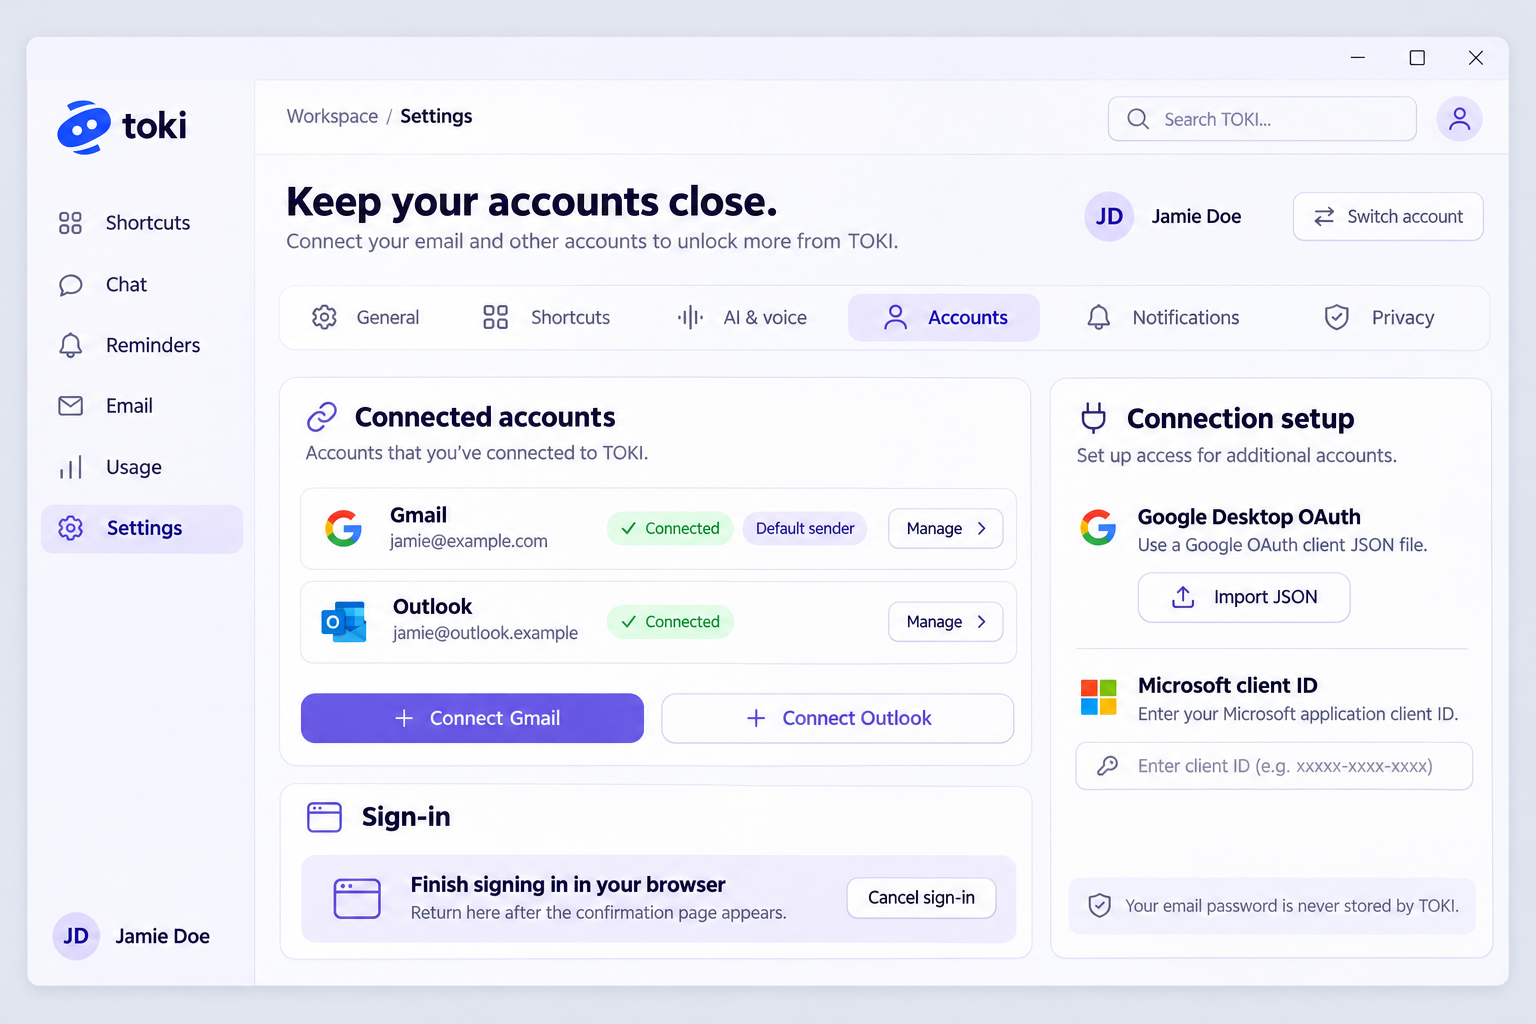 toki
Workspace / Settings
Search TOKI...
Shortcuts
Chat
Reminders
Email
Usage
Settings
JD Jamie Doe
Keep your accounts close.
Connect your email and other accounts to unlock more from TOKI.
JD Jamie Doe
Switch account
General
Shortcuts
AI & voice
Accounts
Notifications
Privacy
Connected accounts
Accounts that you've connected to TOKI.
Gmail
jamie@example.com
Connected
Default sender
Manage
O
Outlook
jamie@outlook.example
Connected
Manage
+ Connect Gmail
+ Connect Outlook
Sign-in
Finish signing in in your browser
Return here after the confirmation page appears.
Cancel sign-in
Connection setup
Set up access for additional accounts.
Google Desktop OAuth
Use a Google OAuth client JSON file.
Import JSON
Microsoft client ID
Enter your Microsoft application client ID.
Enter client ID (e.g. xxxxx-xxxx-xxxx)
Your email password is never stored by TOKI.